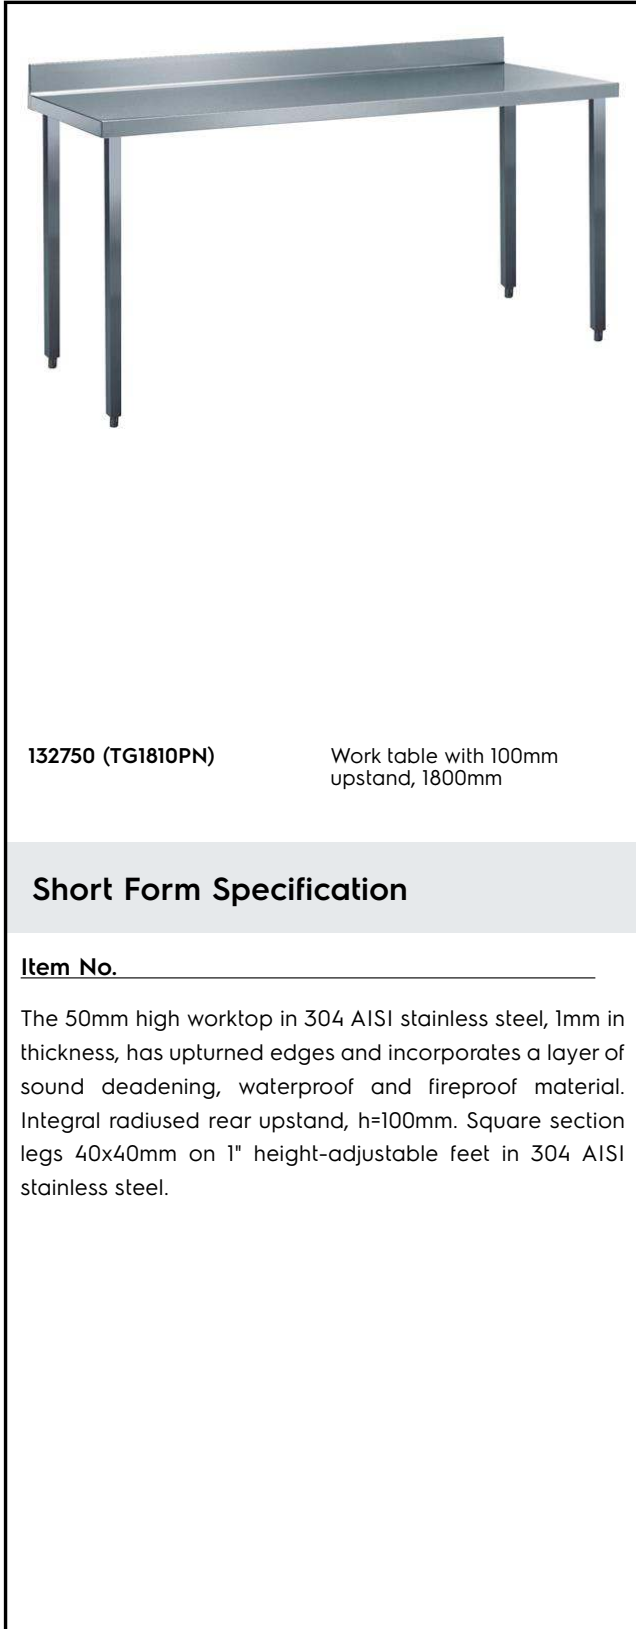 132750 (TG1810PN)
Work table with 100mm
upstand, 1800mm
Short Form Specification
Item No.
The 50mm high worktop in 304 AISI stainless steel, 1mm in
thickness, has upturned edges and incorporates a layer of
sound deadening, waterproof and fireproof material.
Integral radiused rear upstand, h=100mm. Square section
legs 40x40mm on 1" height-adjustable feet in 304 AISI
stainless steel.